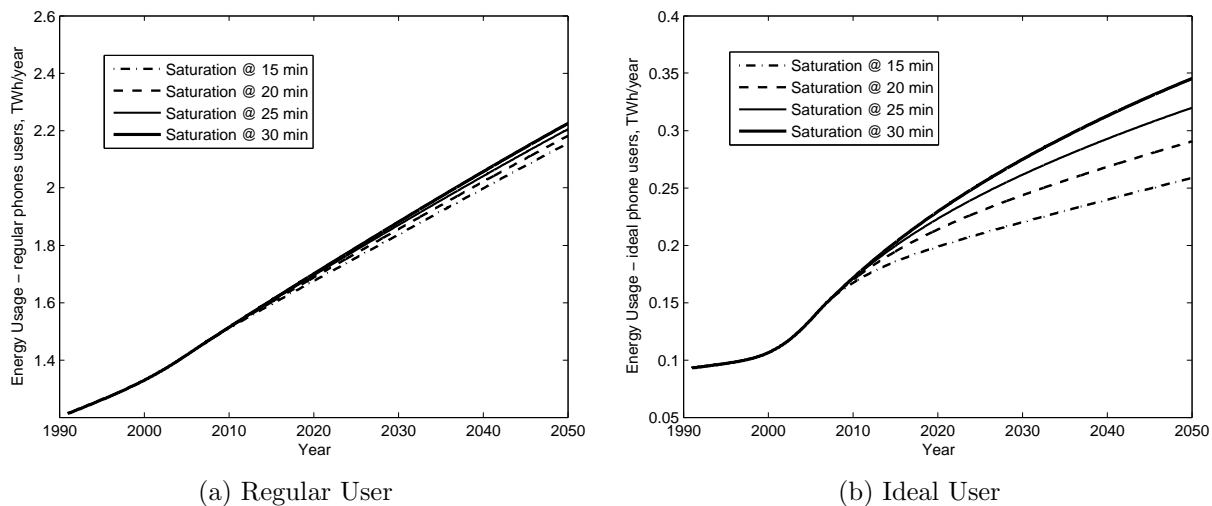 2.6
2.4
2.2
2
1.8
1.6
1.4
Energy Usage − regular phones users, TWh/year
Saturation @ 15 min
Saturation @ 20 min
Saturation @ 25 min
Saturation @ 30 min
1990 2000 2010 2020 2030 2040 2050
Year
(a) Regular User
0.4
0.35
0.3
0.25
0.2
0.15
0.1
0.05
Energy Usage − ideal phone users, TWh/year
Saturation @ 15 min
Saturation @ 20 min
Saturation @ 25 min
Saturation @ 30 min
1990 2000 2010 2020 2030 2040 2050
Year
(b) Ideal User